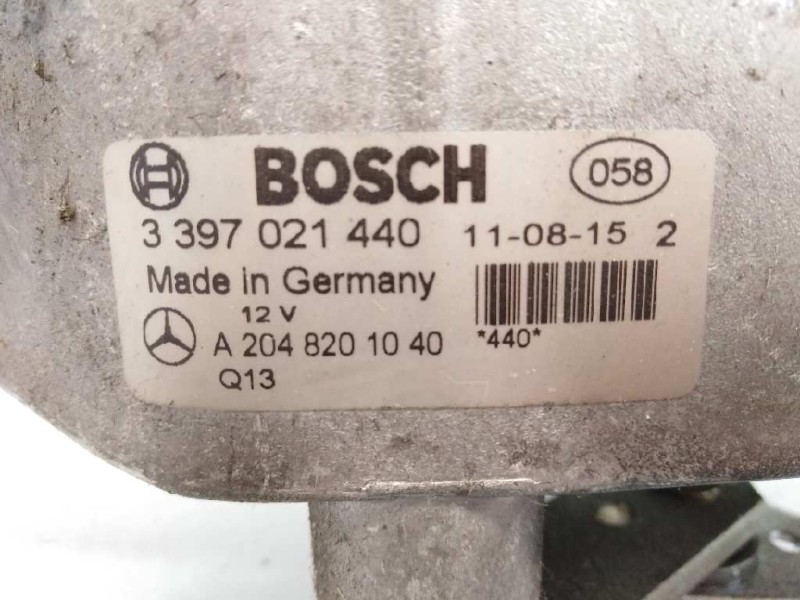 BOSCH 058
3 397 021 440 11-08-15 2
Made in Germany
12 V
A 204 820 10 40 *440*
Q13